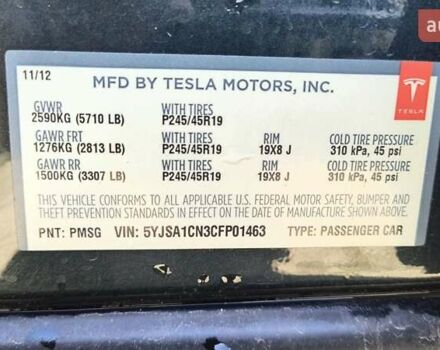 au
11/12
MFD BY TESLA MOTORS, INC.
GVWR WITH TIRES
2590KG (5710 LB) P245/45R19
GAWR FRT WITH TIRES RIM COLD TIRE PRESSURE
1276KG (2813 LB) P245/45R19 19X8 J 310 kPa, 45 psi
GAWR RR WITH TIRES RIM COLD TIRE PRESSURE
1500KG (3307 LB) P245/45R19 19X8 J 310 kPa, 45 psi
THIS VEHICLE CONFORMS TO ALL APPLICABLE U.S. FEDERAL MOTOR SAFETY, BUMPER AND
THEFT PREVENTION STANDARDS IN EFFECT ON THE DATE OF MANUFACTURE SHOWN ABOVE.
PNT: PMSG VIN: 5YJSA1CN3CFP01463 TYPE: PASSENGER CAR
TESLA